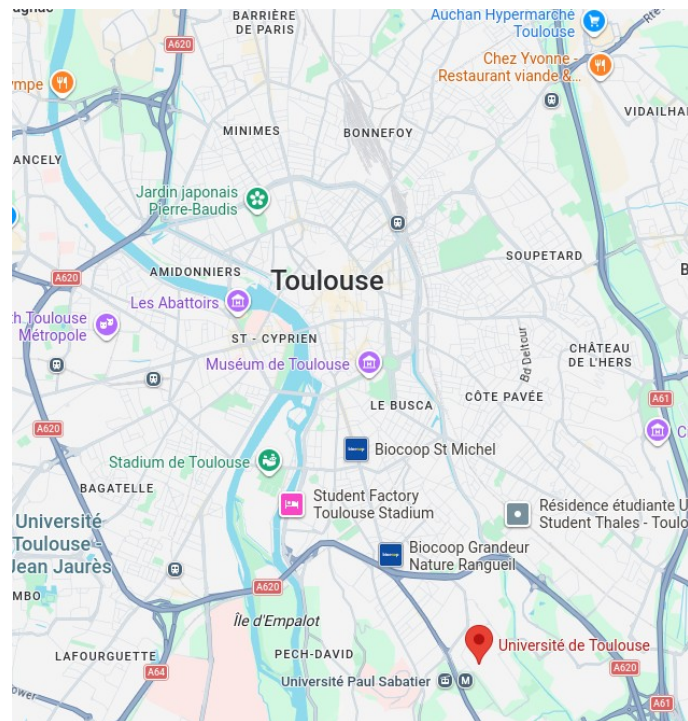 BARRIÈRE
DE PARIS
Auchan Hypermarché
Toulouse
A620
Chez Yvonne -
Restaurant viande &...
MINIMES
BONNEFOY
Jardin japonais
Pierre-Baudis
SOUPETARD
AMIDONNIERS
Toulouse
A620
Les Abattoirs
Toulouse
Métropole
ST - CYPRIEN
Bd Deltour
CHÂTEAU
DE L'HERS
Muséum de Toulouse
CÔTE PAVÉE
A61
LE BUSCA
A620
Biocoop St Michel
Stadium de Toulouse
BAGATELLE
Student Factory
Toulouse Stadium
Résidence étudiante
Student Thales -
Université
Toulouse -
Jean Jaurès
Biocoop Grandeur
Nature Rangueil
A620
Île d'Empalot
Université de Toulouse
LAFOURGUETTE
PECH-DAVID
A64
A620
Université Paul Sabatier
M
A61